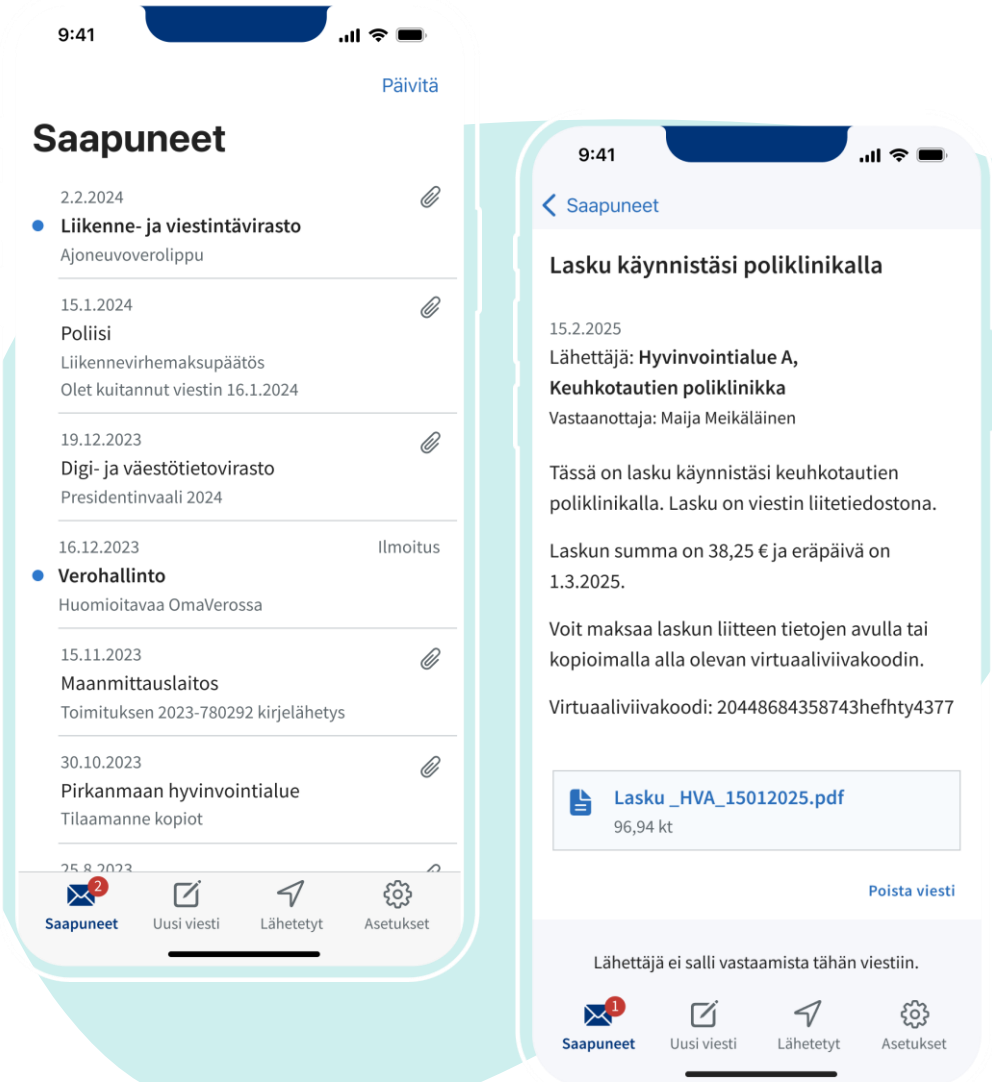 9:41
Päivitä
Saapuneet
2.2.2024
Liikenne- ja viestintävirasto
Ajoneuvoverolippu
15.1.2024
Poliisi
Liikennevirhemaksupäätös
Olet kuitannut viestin 16.1.2024
19.12.2023
Digi- ja väestötietovirasto
Presidentinvaali 2024
16.12.2023 Ilmoitus
Verohallinto
Huomioitavaa OmaVerossa
15.11.2023
Maanmittauslaitos
Toimituksen 2023-780292 kirjelähetys
30.10.2023
Pirkanmaan hyvinvointialue
Tilaamanne kopiot
25.8.2023
2
Saapuneet Uusi viesti Lähetetyt Asetukset
9:41
Saapuneet
Lasku käynnistäsi poliklinikalla
15.2.2025
Lähettäjä: Hyvinvointialue A,
Keuhkotautien poliklinikka
Vastaanottaja: Maija Meikäläinen
Tässä on lasku käynnistäsi keuhkotautien
poliklinikalla. Lasku on viestin liitetiedostona.
Laskun summa on 38,25 € ja eräpäivä on
1.3.2025.
Voit maksaa laskun liitteen tietojen avulla tai
kopioimalla alla olevan virtuaaliviivakoodin.
Virtuaaliviivakoodi: 20448684358743hefhty4377
Lasku _HVA_15012025.pdf
96,94 kt
Poista viesti
Lähettäjä ei salli vastaamista tähän viestiin.
1
Saapuneet Uusi viesti Lähetetyt Asetukset